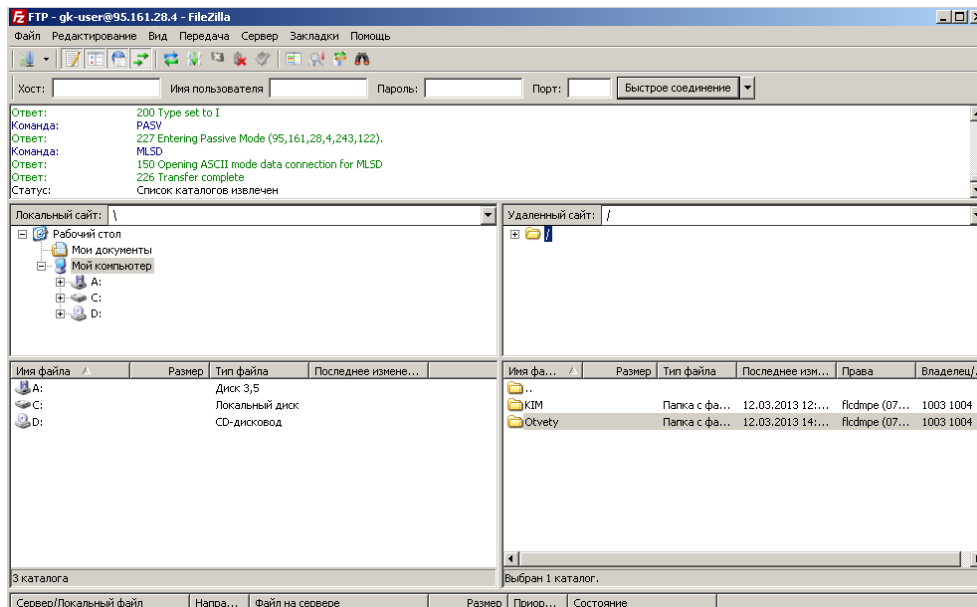 FTP - gk-user@95.161.28.4 - FileZilla
Файл Редактирование Вид Передача Сервер Закладки Помощь
Хост: Имя пользователя Пароль: Порт: Быстрое соединение
Ответ: 200 Type set to I
Команда: PASV
Ответ: 227 Entering Passive Mode (95,161,28,4,243,122).
Команда: MLSD
Ответ: 150 Opening ASCII mode data connection for MLSD
Ответ: 226 Transfer complete
Статус: Список каталогов извлечен
Локальный сайт: \ Удаленный сайт: /
Рабочий стол /
Мои документы
Мой компьютер
A:
C:
D:
Имя файла Размер Тип файла Последнее измене... Имя фа... Размер Тип файла Последнее изм... Права Владелец/...
A: Диск 3,5 ..
C: Локальный диск KIM Папка с фа... 12.03.2013 12:... flcdmpe (07... 1003 1004
D: CD-дисковод Otvety Папка с фа... 12.03.2013 14:... flcdmpe (07... 1003 1004
3 каталога Выбран 1 каталог.
Сервер/Локальный файл Напра... Файл на сервере Размер Приор... Состояние